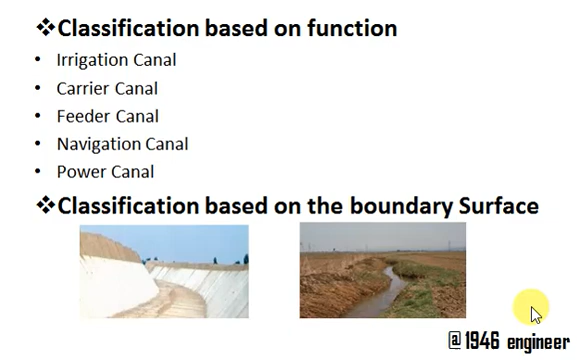 ❖Classification based on function
• Irrigation Canal
• Carrier Canal
• Feeder Canal
• Navigation Canal
• Power Canal
❖Classification based on the boundary Surface
@ 1946 engineer